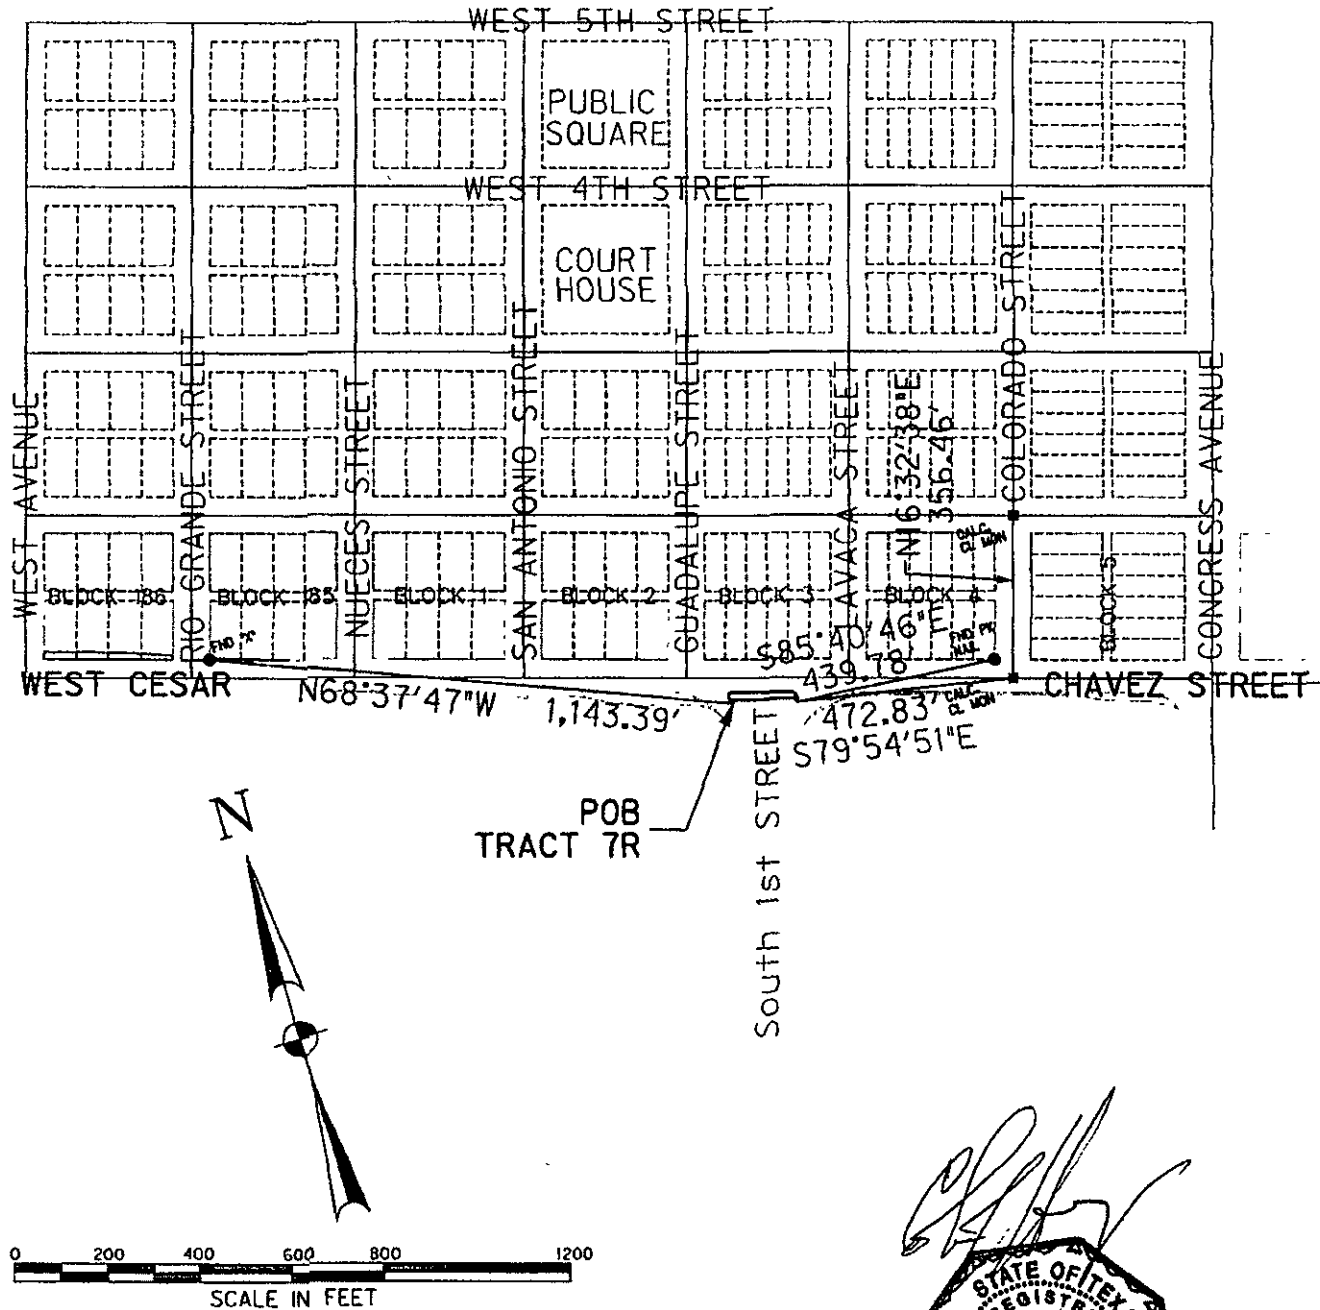 WEST 5TH STREET
PUBLIC
SQUARE
WEST 4TH STREET
COURT
HOUSE
WEST AVENUE
RIO GRANDE STREET
NUECES STREET
SAN ANTONIO STREET
GUADALUPE STREET
LAVACA STREET
N16°32'38"E
356.46'
COLORADO STREET
CONGRESS AVENUE
CALC
CL MON
BLOCK 186
BLOCK 185
BLOCK 1
BLOCK 2
BLOCK 3
BLOCK 4
BLOCK 5
FND "X"
S85°40'46"E
439.78'
FND PK
NAIL
WEST CESAR
CHAVEZ STREET
N68°37'47"W
1,143.39'
472.83'
CALC
CL MON
S79°54'51"E
South 1st STREET
POB
TRACT 7R
N
0 200 400 600 800 1200
SCALE IN FEET
STATE OF TEX
REGISTR